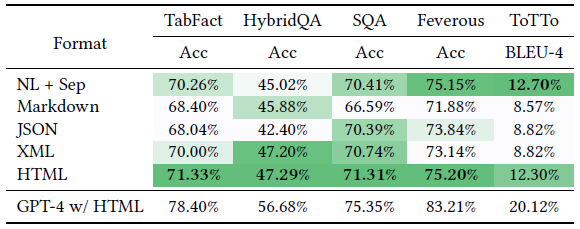 Format TabFact HybridQA SQA Feverous ToTTo
Acc Acc Acc Acc BLEU-4
NL + Sep 70.26% 45.02% 70.41% 75.15% 12.70%
Markdown 68.40% 45.88% 66.59% 71.88% 8.57%
JSON 68.04% 42.40% 70.39% 73.84% 8.82%
XML 70.00% 47.20% 70.74% 73.14% 8.82%
HTML 71.33% 47.29% 71.31% 75.20% 12.30%
GPT-4 w/ HTML 78.40% 56.68% 75.35% 83.21% 20.12%